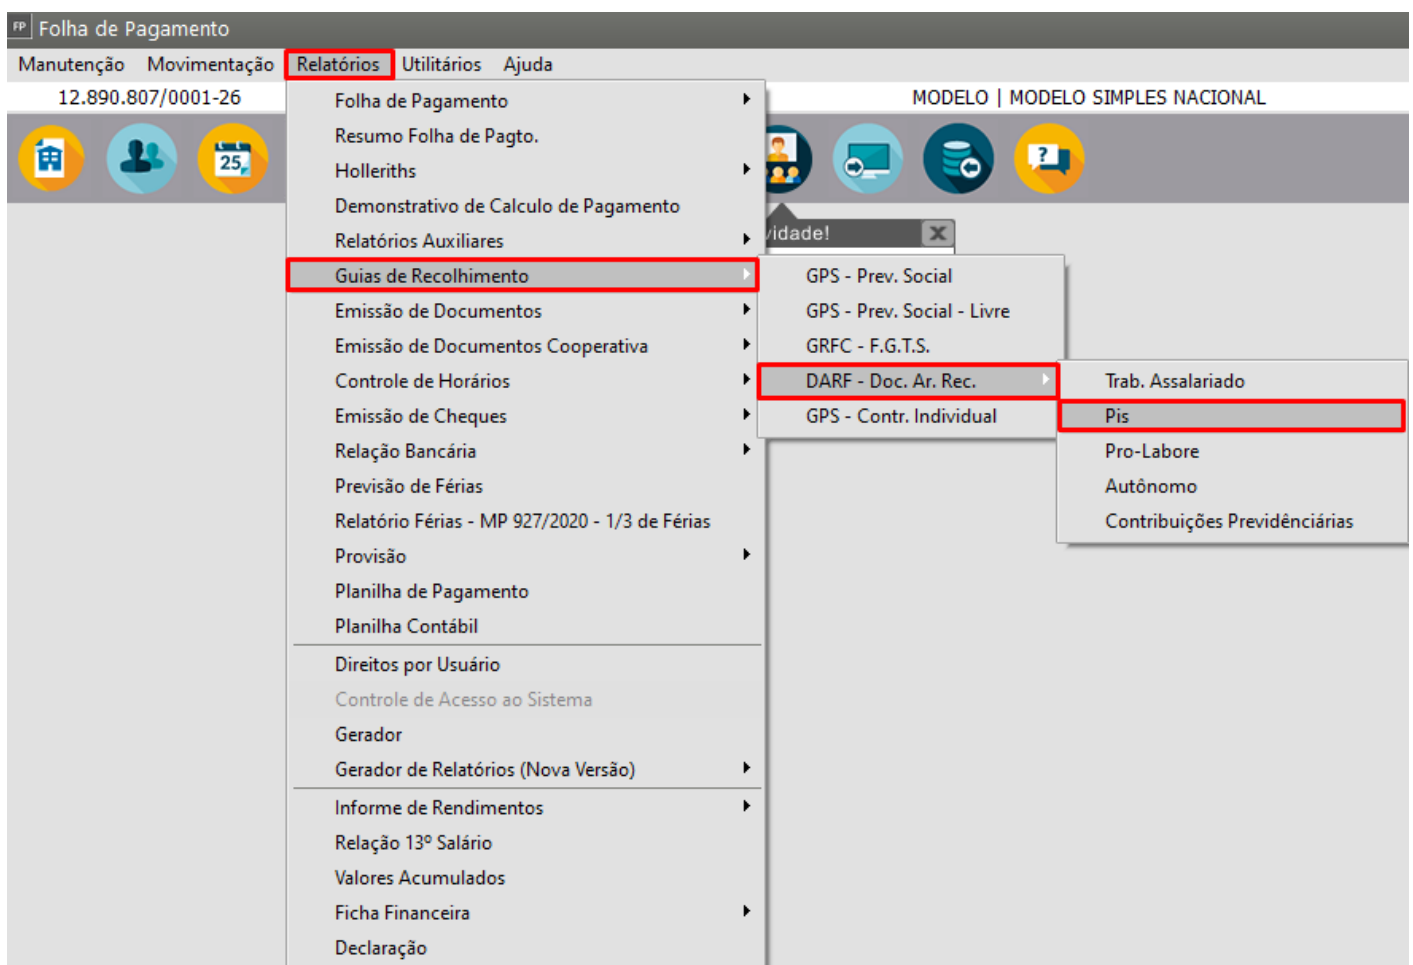 FP Folha de Pagamento
Manutenção Movimentação Relatórios Utilitários Ajuda
12.890.807/0001-26 MODELO | MODELO SIMPLES NACIONAL
25
?
Folha de Pagamento
Resumo Folha de Pagto.
Holleriths
Demonstrativo de Calculo de Pagamento
Relatórios Auxiliares
Guias de Recolhimento
Emissão de Documentos
Emissão de Documentos Cooperativa
Controle de Horários
Emissão de Cheques
Relação Bancária
Previsão de Férias
Relatório Férias - MP 927/2020 - 1/3 de Férias
Provisão
Planilha de Pagamento
Planilha Contábil
Direitos por Usuário
Controle de Acesso ao Sistema
Gerador
Gerador de Relatórios (Nova Versão)
Informe de Rendimentos
Relação 13º Salário
Valores Acumulados
Ficha Financeira
Declaração
vidade! X
GPS - Prev. Social
GPS - Prev. Social - Livre
GRFC - F.G.T.S.
DARF - Doc. Ar. Rec.
GPS - Contr. Individual
Trab. Assalariado
Pis
Pro-Labore
Autônomo
Contribuições Previdênciárias